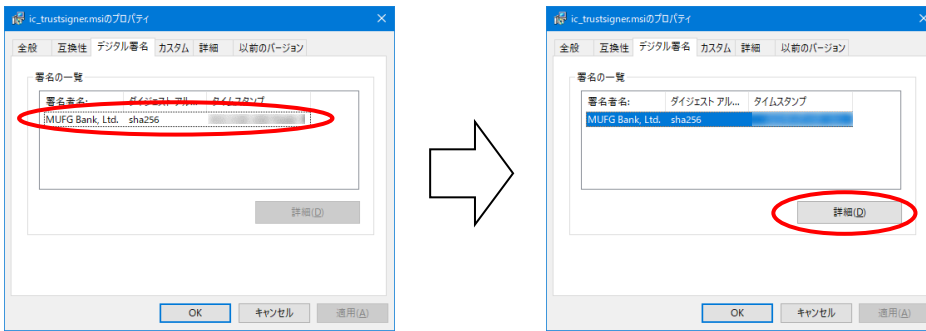 ic_trustsigner.msiのプロパティ
全般 互換性 デジタル署名 カスタム 詳細 以前のバージョン
署名の一覧
署名者名: ダイジェスト アル... タイムスタンプ
MUFG Bank, Ltd. sha256
詳細(D)
OK キャンセル 適用(A)
ic_trustsigner.msiのプロパティ
全般 互換性 デジタル署名 カスタム 詳細 以前のバージョン
署名の一覧
署名者名: ダイジェスト アル... タイムスタンプ
MUFG Bank, Ltd. sha256
詳細(D)
OK キャンセル 適用(A)